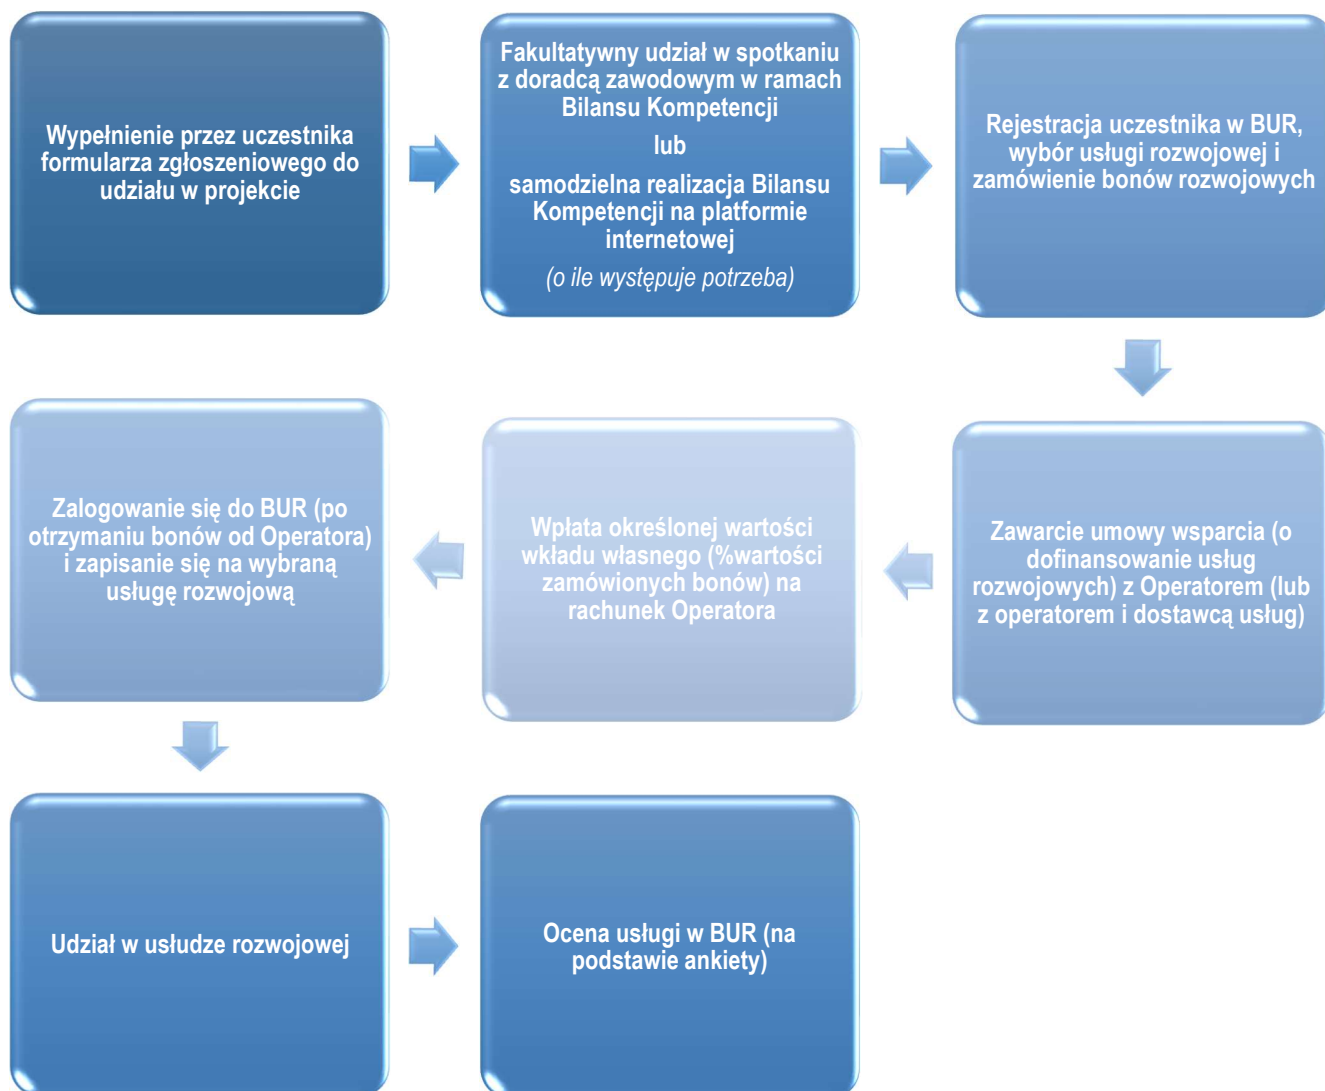 Wypełnienie przez uczestnika
formularza zgłoszeniowego do
udziału w projekcie
Fakultatywny udział w spotkaniu
z doradcą zawodowym w ramach
Bilansu Kompetencji
lub
samodzielna realizacja Bilansu
Kompetencji na platformie
internetowej
(o ile występuje potrzeba)
Rejestracja uczestnika w BUR,
wybór usługi rozwojowej i
zamówienie bonów rozwojowych
Zawarcie umowy wsparcia (o
dofinansowanie usług
rozwojowych) z Operatorem (lub
z operatorem i dostawcą usług)
Wpłata określonej wartości
wkładu własnego (%wartości
zamówionych bonów) na
rachunek Operatora
Zalogowanie się do BUR (po
otrzymaniu bonów od Operatora)
i zapisanie się na wybraną
usługę rozwojową
Udział w usłudze rozwojowej
Ocena usługi w BUR (na
podstawie ankiety)